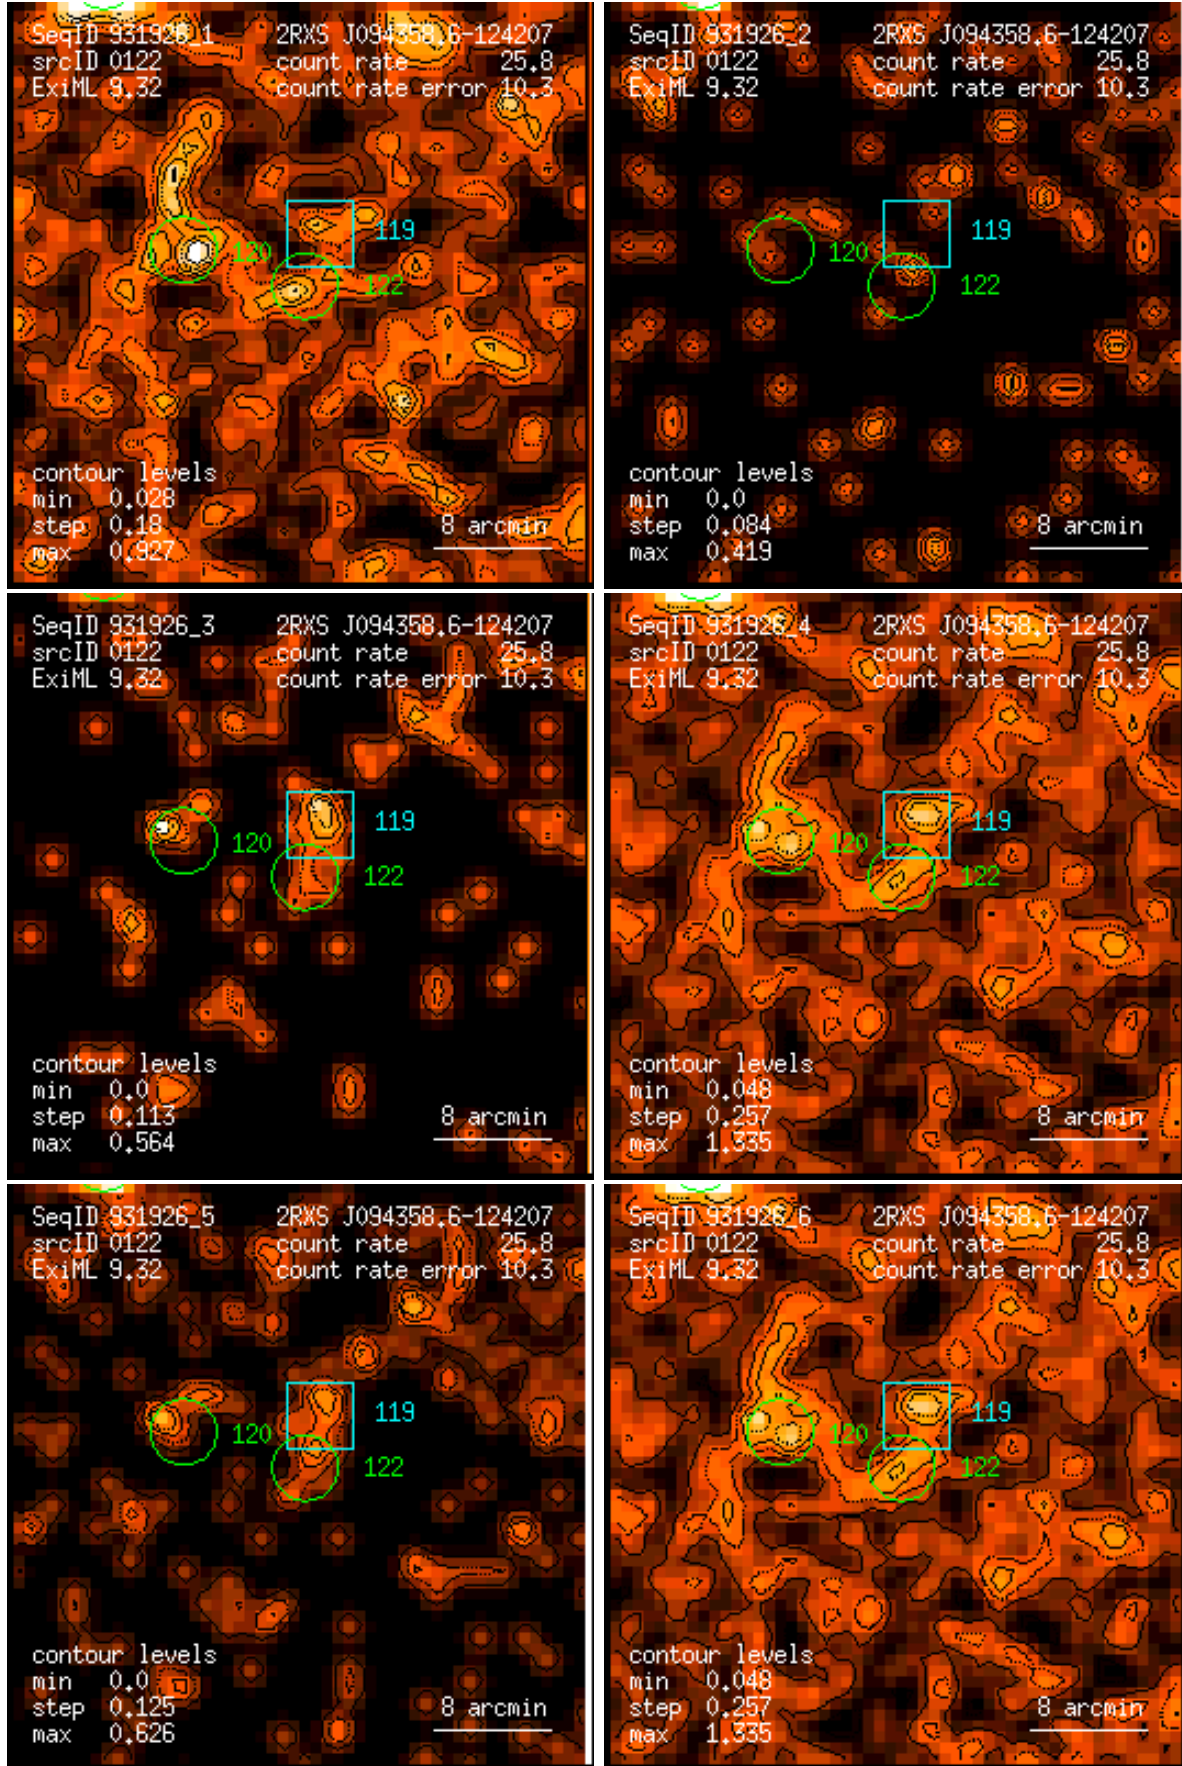 SeqID 931926_1 2RXS J094358.6-124207
srcID 0122 count rate 25.8
ExiML 9.32 count rate error 10.3
119
120
122
contour levels
min 0.028
step 0.18
max 0.927
8 arcmin
SeqID 931926_2 2RXS J094358.6-124207
srcID 0122 count rate 25.8
ExiML 9.32 count rate error 10.3
119
120
122
contour levels
min 0.0
step 0.084
max 0.419
8 arcmin
SeqID 931926_3 2RXS J094358.6-124207
srcID 0122 count rate 25.8
ExiML 9.32 count rate error 10.3
119
120
122
contour levels
min 0.0
step 0.113
max 0.564
8 arcmin
SeqID 931926_4 2RXS J094358.6-124207
srcID 0122 count rate 25.8
ExiML 9.32 count rate error 10.3
119
120
122
contour levels
min 0.048
step 0.257
max 1.335
8 arcmin
SeqID 931926_5 2RXS J094358.6-124207
srcID 0122 count rate 25.8
ExiML 9.32 count rate error 10.3
119
120
122
contour levels
min 0.0
step 0.125
max 0.626
8 arcmin
SeqID 931926_6 2RXS J094358.6-124207
srcID 0122 count rate 25.8
ExiML 9.32 count rate error 10.3
119
120
122
contour levels
min 0.048
step 0.257
max 1.335
8 arcmin